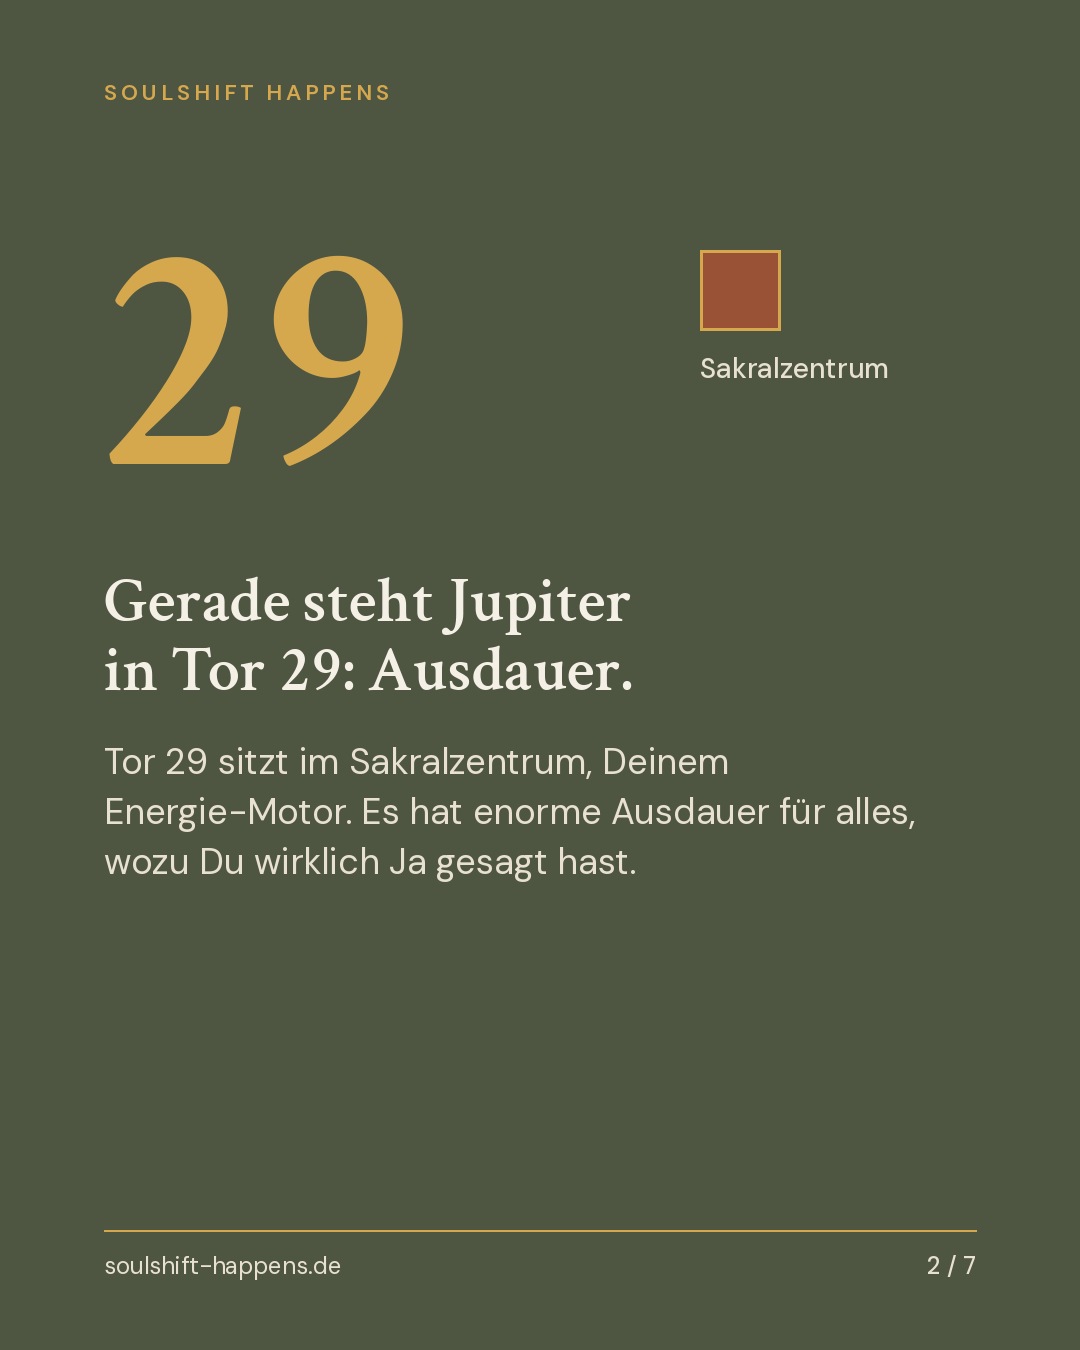 SOULSHIFT HAPPENS
29
Sakralzentrum
Gerade steht Jupiter
in Tor 29: Ausdauer.
Tor 29 sitzt im Sakralzentrum, Deinem
Energie-Motor. Es hat enorme Ausdauer für alles,
wozu Du wirklich Ja gesagt hast.
soulshift-happens.de
2 / 7